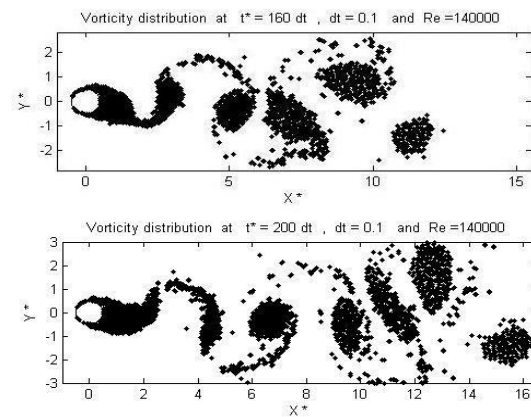 Vorticity distribution at t* = 160 dt , dt = 0.1 and Re =140000
Y *
2
1
0
-1
-2
0 5 10 15
X *
Vorticity distribution at t* = 200 dt , dt = 0.1 and Re =140000
Y *
3
2
1
0
-1
-2
-3
0 2 4 6 8 10 12 14 16
X *